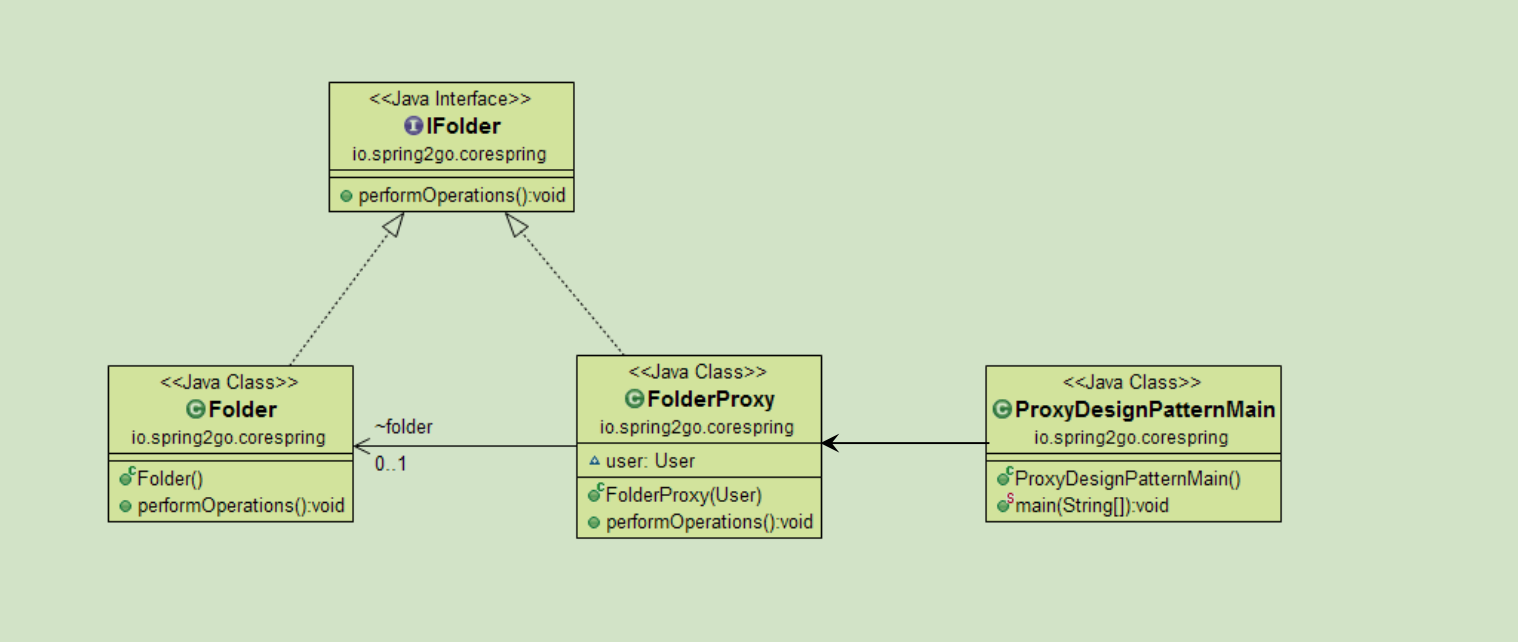 <<Java Interface>>
IFolder
io.spring2go.corespring
performOperations():void
<<Java Class>>
Folder
io.spring2go.corespring
Folder()
performOperations():void
~folder
0..1
<<Java Class>>
FolderProxy
io.spring2go.corespring
user: User
FolderProxy(User)
performOperations():void
<<Java Class>>
ProxyDesignPatternMain
io.spring2go.corespring
ProxyDesignPatternMain()
main(String[]):void